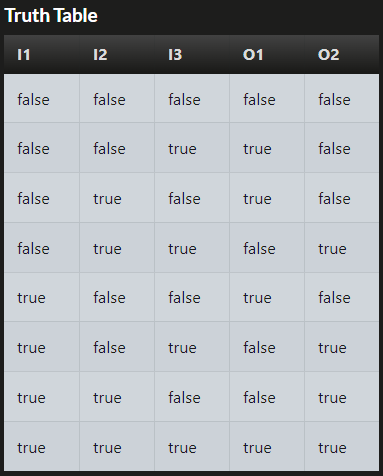 Truth Table
I1 I2 I3 O1 O2
false false false false false
false false true true false
false true false true false
false true true false true
true false false true false
true false true false true
true true false false true
true true true true true